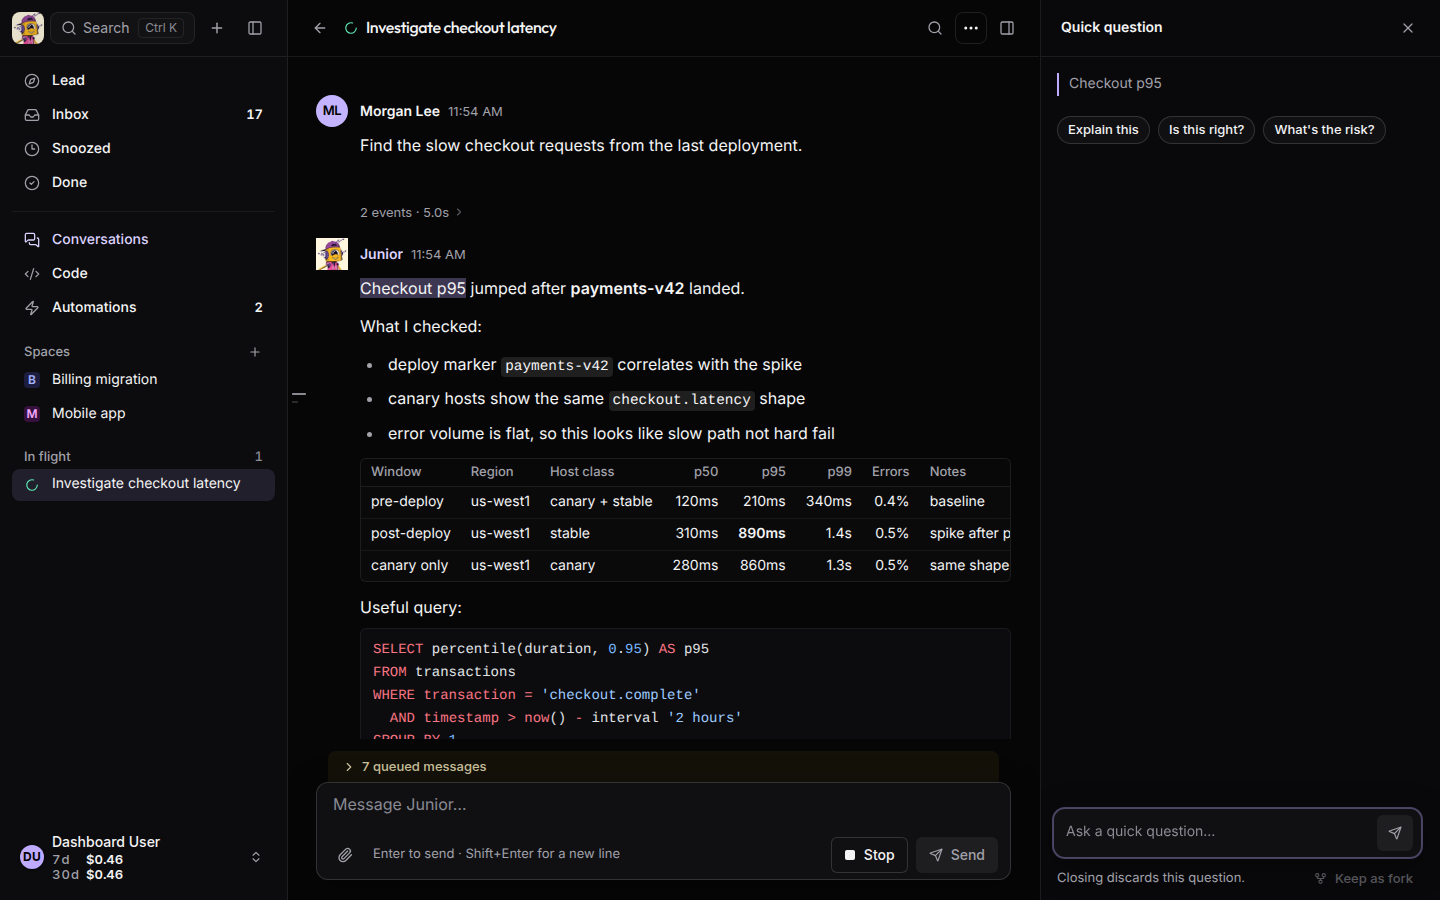 Search Ctrl K
Lead
Inbox 17
Snoozed
Done
Conversations
Code
Automations 2
Spaces
B Billing migration
M Mobile app
In flight 1
Investigate checkout latency
DU Dashboard User
7d $0.46
30d $0.46
Investigate checkout latency
ML Morgan Lee 11:54 AM
Find the slow checkout requests from the last deployment.
2 events · 5.0s
Junior 11:54 AM
Checkout p95 jumped after payments-v42 landed.
What I checked:
deploy marker payments-v42 correlates with the spike
canary hosts show the same checkout.latency shape
error volume is flat, so this looks like slow path not hard fail
Window Region Host class p50 p95 p99 Errors Notes
pre-deploy us-west1 canary + stable 120ms 210ms 340ms 0.4% baseline
post-deploy us-west1 stable 310ms 890ms 1.4s 0.5% spike after p
canary only us-west1 canary 280ms 860ms 1.3s 0.5% same shape
Useful query:
SELECT percentile(duration, 0.95) AS p95
FROM transactions
WHERE transaction = 'checkout.complete'
AND timestamp > now() - interval '2 hours'
GROUP BY 1
7 queued messages
Message Junior...
Enter to send · Shift+Enter for a new line
Stop
Send
Quick question
Checkout p95
Explain this
Is this right?
What's the risk?
Ask a quick question...
Closing discards this question.
Keep as fork